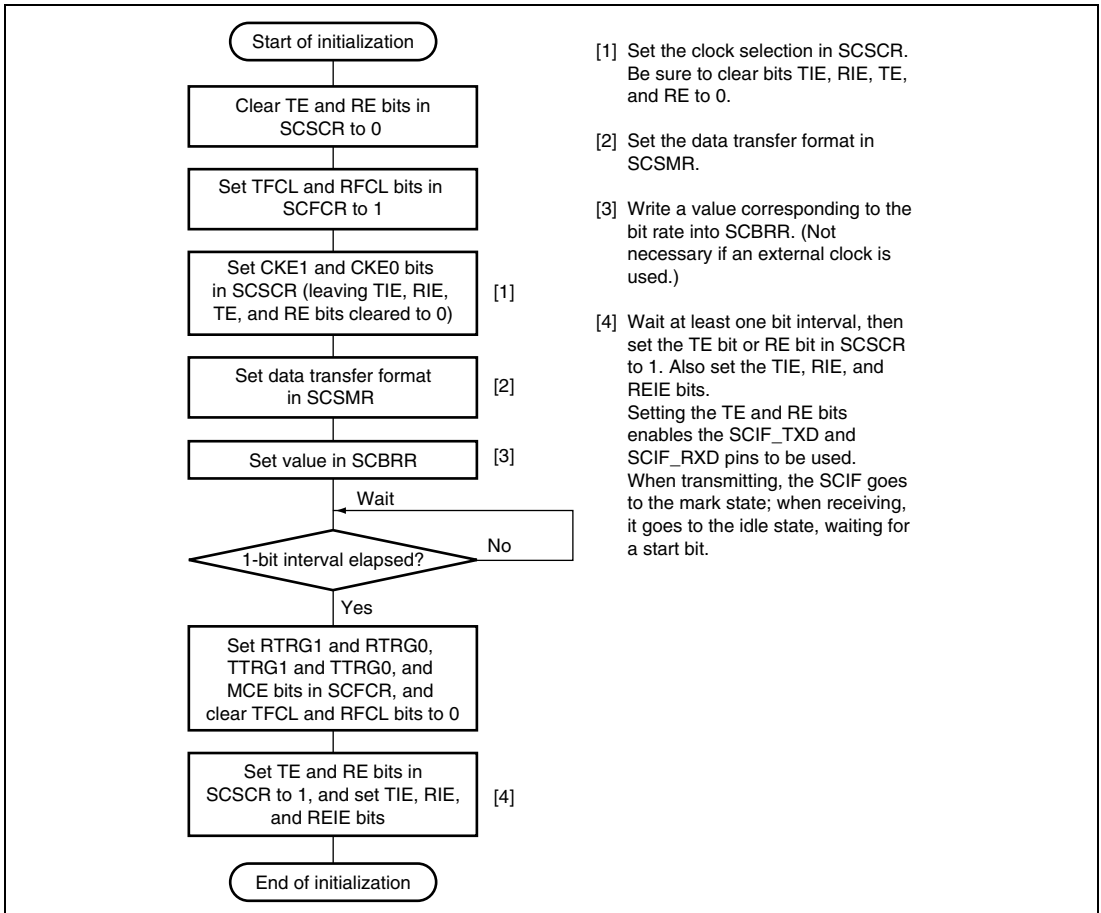 Start of initialization
Clear TE and RE bits in
SCSCR to 0
Set TFCL and RFCL bits in
SCFCR to 1
Set CKE1 and CKE0 bits
in SCSCR (leaving TIE, RIE,
TE, and RE bits cleared to 0)
[1]
Set data transfer format
in SCSMR
[2]
Set value in SCBRR
[3]
Wait
1-bit interval elapsed?
No
Yes
Set RTRG1 and RTRG0,
TTRG1 and TTRG0, and
MCE bits in SCFCR, and
clear TFCL and RFCL bits to 0
Set TE and RE bits in
SCSCR to 1, and set TIE, RIE,
and REIE bits
[4]
End of initialization
[1] Set the clock selection in SCSCR.
Be sure to clear bits TIE, RIE, TE,
and RE to 0.
[2] Set the data transfer format in
SCSMR.
[3] Write a value corresponding to the
bit rate into SCBRR. (Not
necessary if an external clock is
used.)
[4] Wait at least one bit interval, then
set the TE bit or RE bit in SCSCR
to 1. Also set the TIE, RIE, and
REIE bits.
Setting the TE and RE bits
enables the SCIF_TXD and
SCIF_RXD pins to be used.
When transmitting, the SCIF goes
to the mark state; when receiving,
it goes to the idle state, waiting for
a start bit.